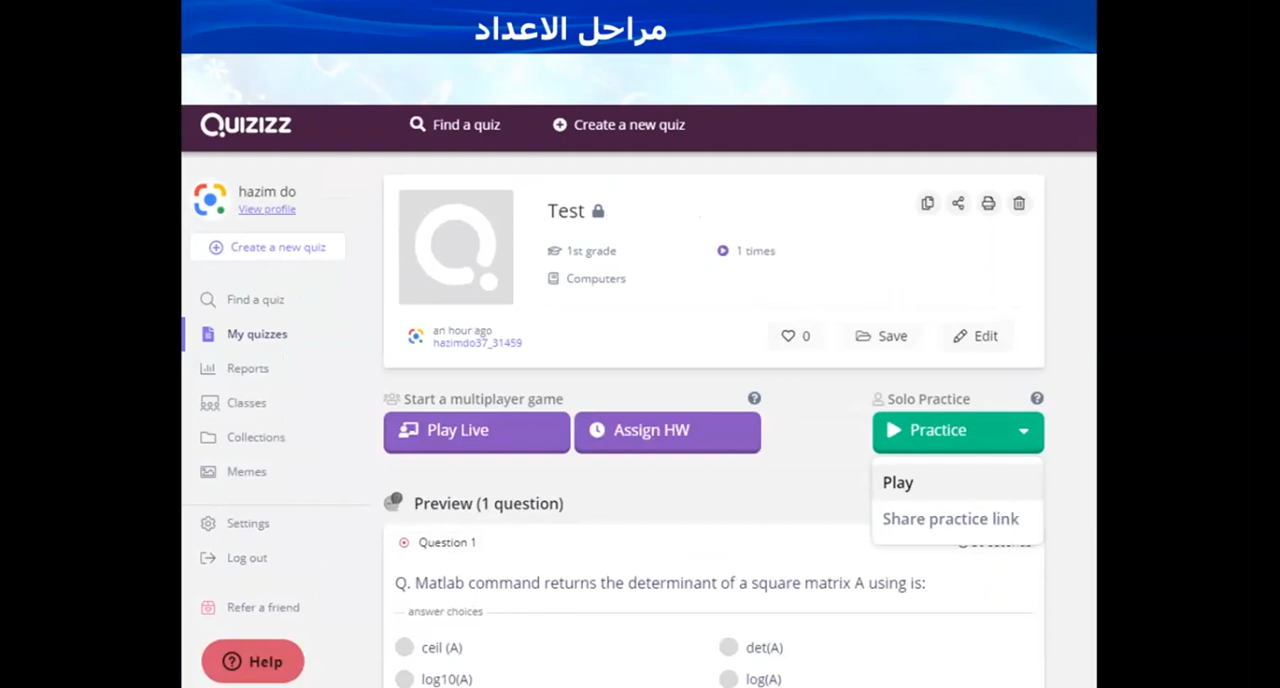 مراحل الاعداد
QUIZIZZ
Find a quiz
Create a new quiz
hazim do
View profile
Create a new quiz
Find a quiz
My quizzes
Reports
Classes
Collections
Memes
Settings
Log out
Refer a friend
Help
Test
1st grade
1 times
Computers
an hour ago
hazimdo37_31459
0
Save
Edit
Start a multiplayer game
Play Live
Assign HW
Solo Practice
Practice
Play
Share practice link
Preview (1 question)
Question 1
Q. Matlab command returns the determinant of a square matrix A using is:
answer choices
ceil (A)
det(A)
log10(A)
log(A)